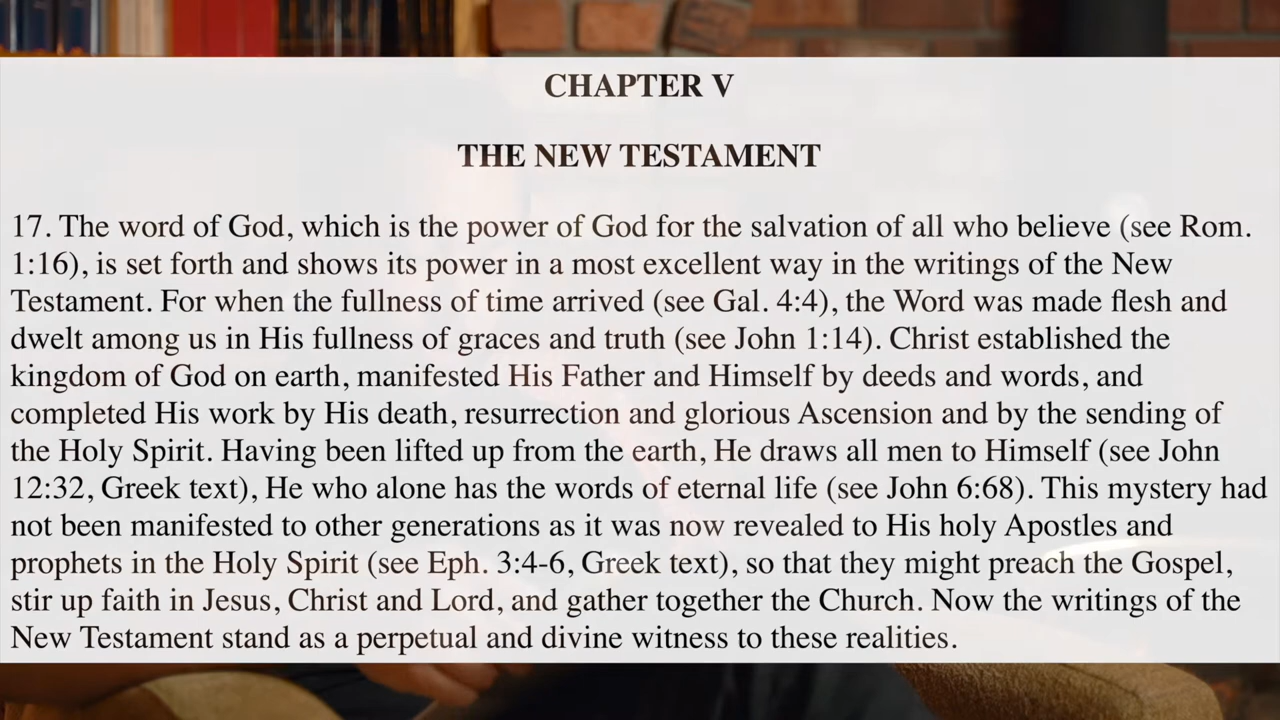 CHAPTER V
THE NEW TESTAMENT
17. The word of God, which is the power of God for the salvation of all who believe (see Rom.
1:16), is set forth and shows its power in a most excellent way in the writings of the New
Testament. For when the fullness of time arrived (see Gal. 4:4), the Word was made flesh and
dwelt among us in His fullness of graces and truth (see John 1:14). Christ established the
kingdom of God on earth, manifested His Father and Himself by deeds and words, and
completed His work by His death, resurrection and glorious Ascension and by the sending of
the Holy Spirit. Having been lifted up from the earth, He draws all men to Himself (see John
12:32, Greek text), He who alone has the words of eternal life (see John 6:68). This mystery had
not been manifested to other generations as it was now revealed to His holy Apostles and
prophets in the Holy Spirit (see Eph. 3:4-6, Greek text), so that they might preach the Gospel,
stir up faith in Jesus, Christ and Lord, and gather together the Church. Now the writings of the
New Testament stand as a perpetual and divine witness to these realities.